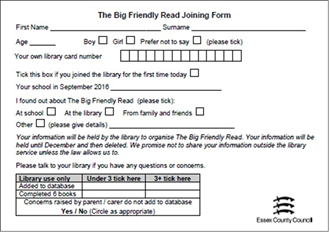 The Big Friendly Read Joining Form
First Name ____________________ Surname ____________________
Age ______ Boy Girl Prefer not to say (please tick)
Your own library card number
Tick this box if you joined the library for the first time today
Your school in September 2016 ____________________
I found out about The Big Friendly Read (please tick):
At school At the library From family and friends
Other (please give details) ____________________
Your information will be held by the library to organise The Big Friendly Read. Your information will be
held until December and then deleted. We promise not to share your information outside the library
service unless the law allows us to.
Please talk to your library if you have any questions or concerns.
Library use only Under 3 tick here 3+ tick here
Added to database
Completed 6 books
Concerns raised by parent / carer do not add to database
Yes / No (Circle as appropriate)
Essex County Council